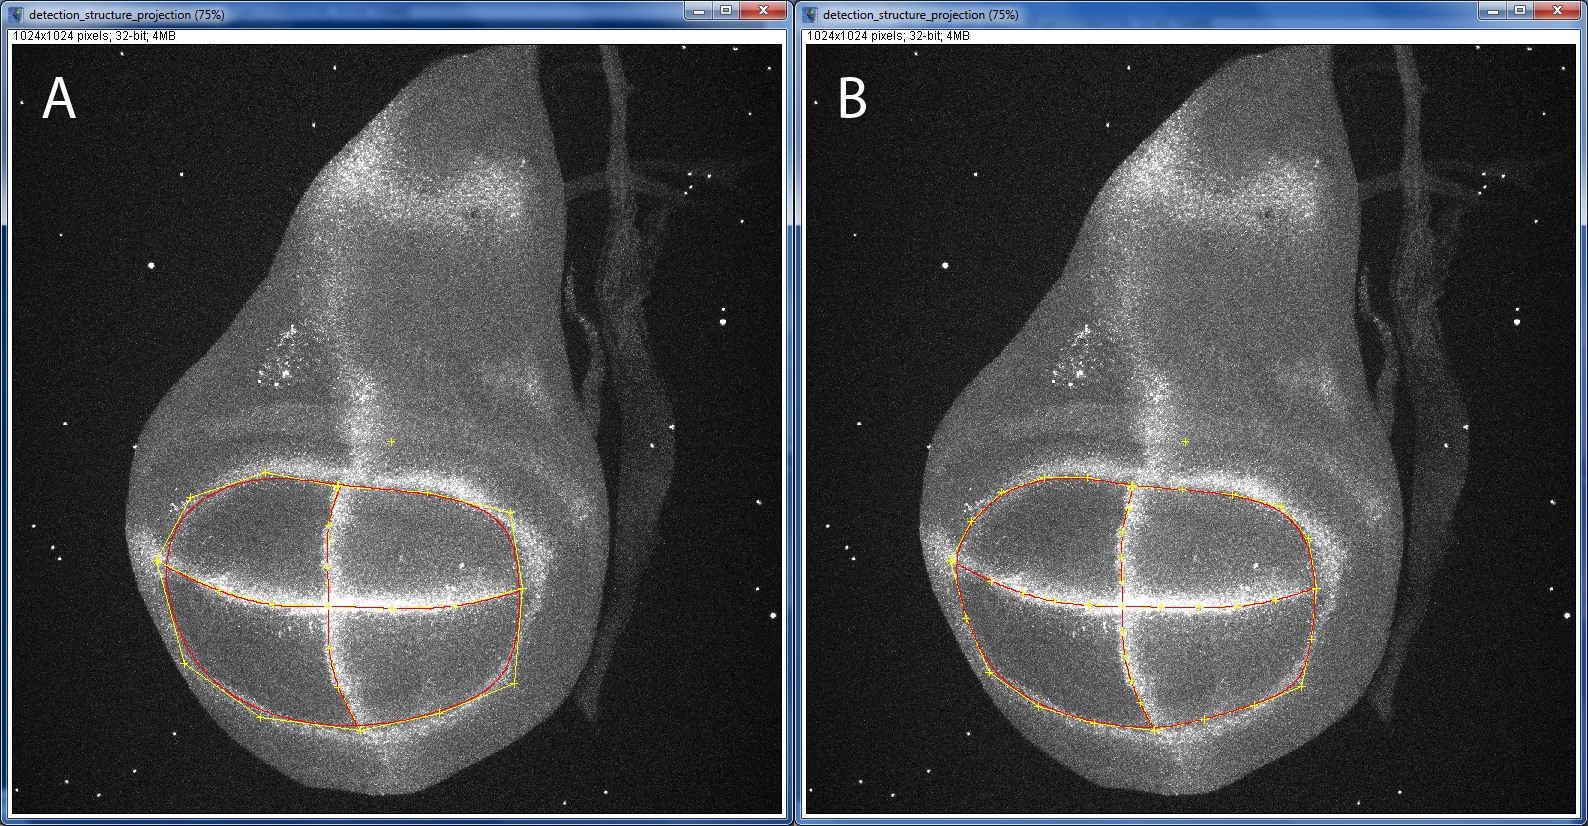 detection_structure_projection (75%)
1024x1024 pixels; 32-bit; 4MB
A
detection_structure_projection (75%)
1024x1024 pixels; 32-bit; 4MB
B